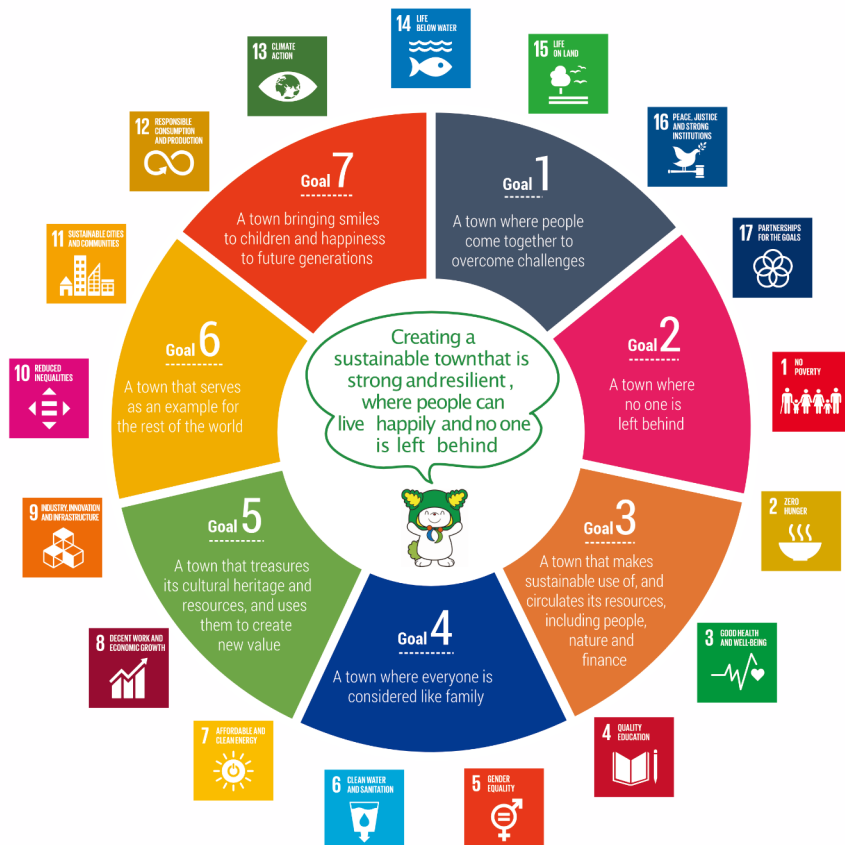 14 LIFE
BELOW WATER
13 CLIMATE
ACTION
15 LIFE
ON LAND
12 RESPONSIBLE
CONSUMPTION
AND PRODUCTION
16 PEACE, JUSTICE
AND STRONG
INSTITUTIONS
11 SUSTAINABLE CITIES
AND COMMUNITIES
17 PARTNERSHIPS
FOR THE GOALS
10 REDUCED
INEQUALITIES
1 NO
POVERTY
9 INDUSTRY, INNOVATION
AND INFRASTRUCTURE
2 ZERO
HUNGER
8 DECENT WORK AND
ECONOMIC GROWTH
3 GOOD HEALTH
AND WELL-BEING
7 AFFORDABLE AND
CLEAN ENERGY
4 QUALITY
EDUCATION
6 CLEAN WATER
AND SANITATION
5 GENDER
EQUALITY
Goal 1
A town where people
come together to
overcome challenges
Goal 2
A town where
no one is
left behind
Goal 3
A town that makes
sustainable use of, and
circulates its resources,
including people,
nature and
finance
Goal 4
A town where everyone is
considered like family
Goal 5
A town that treasures
its cultural heritage and
resources, and uses
them to create
new value
Goal 6
A town that serves
as an example for
the rest of the world
Goal 7
A town bringing smiles
to children and happiness
to future generations
Creating a
sustainable townthat is
strong andresilient ,
where people can
live happily and no one
is left behind